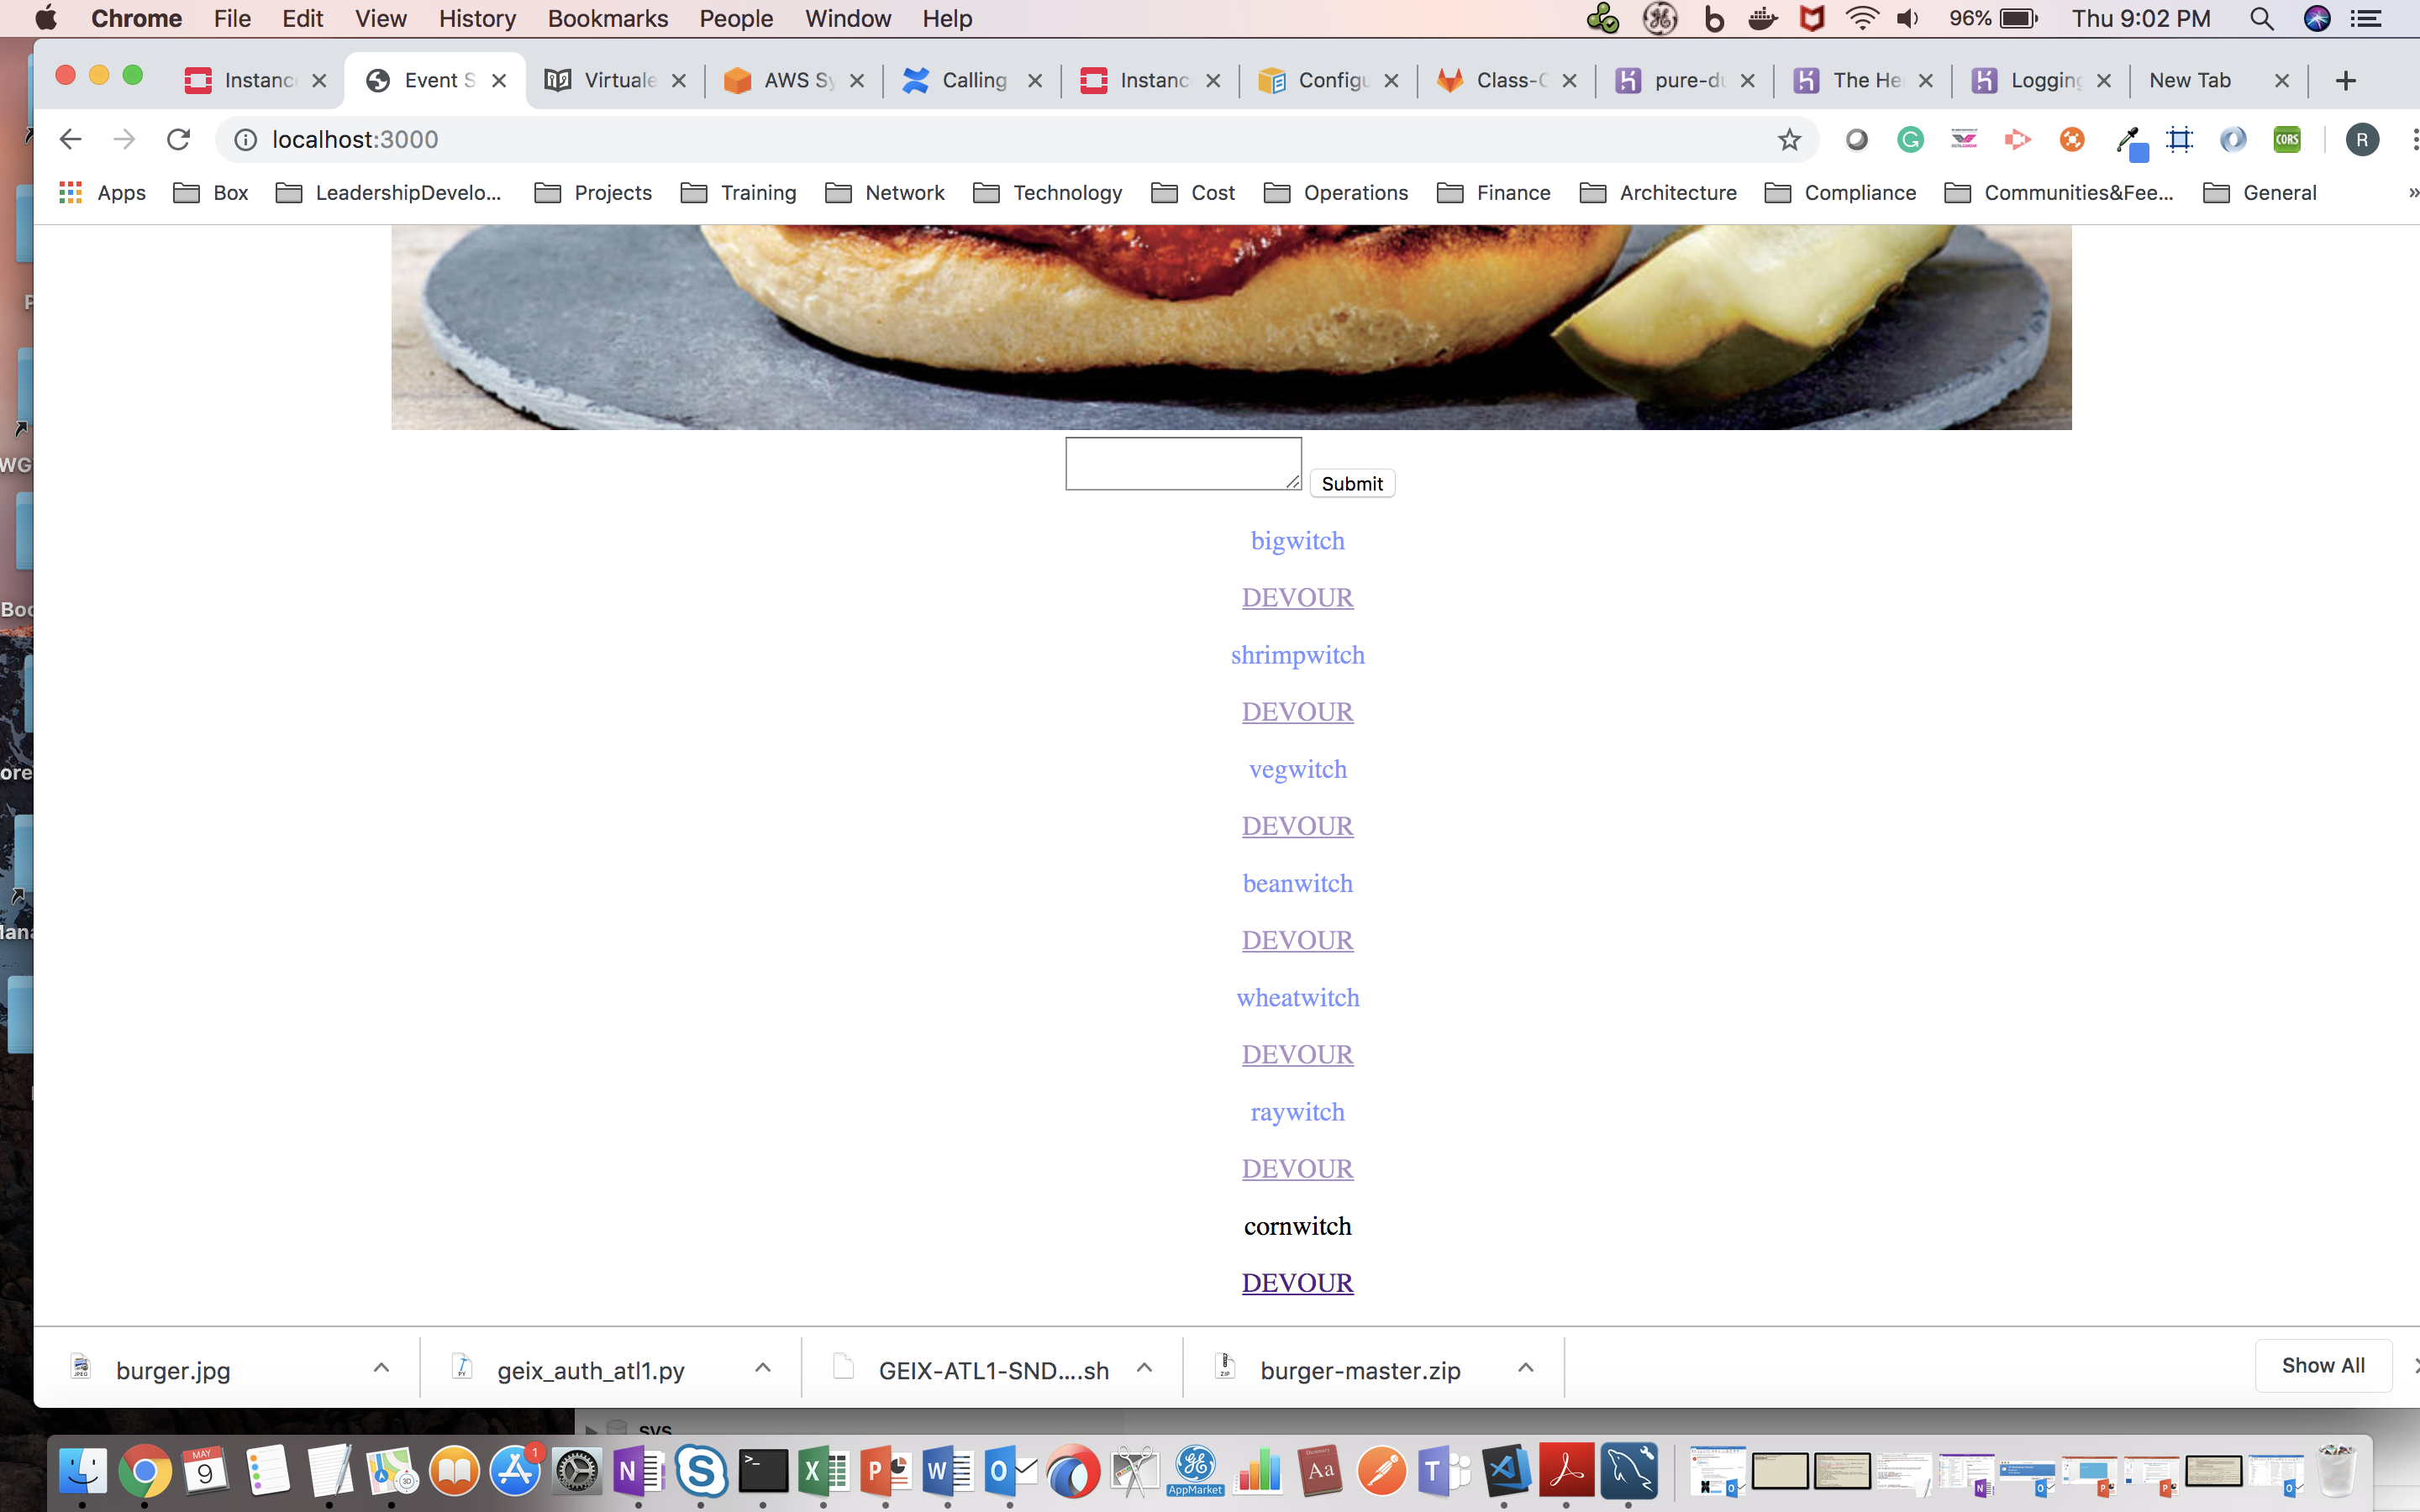 Chrome File Edit View History Bookmarks People Window Help 96% Thu 9:02 PM
Instanc Event S Virtuale AWS Sy Calling Instanc Configu Class-C pure-du The He Logging New Tab
localhost:3000 CORS R
Apps Box LeadershipDevelo... Projects Training Network Technology Cost Operations Finance Architecture Compliance Communities&Fee... General
Submit
bigwitch
DEVOUR
shrimpwitch
DEVOUR
vegwitch
DEVOUR
beanwitch
DEVOUR
wheatwitch
DEVOUR
raywitch
DEVOUR
cornwitch
DEVOUR
burger.jpg geix_auth_atl1.py GEIX-ATL1-SND....sh burger-master.zip Show All
sys
MAY 9 3D 1 AppMarket Dictionary Aa